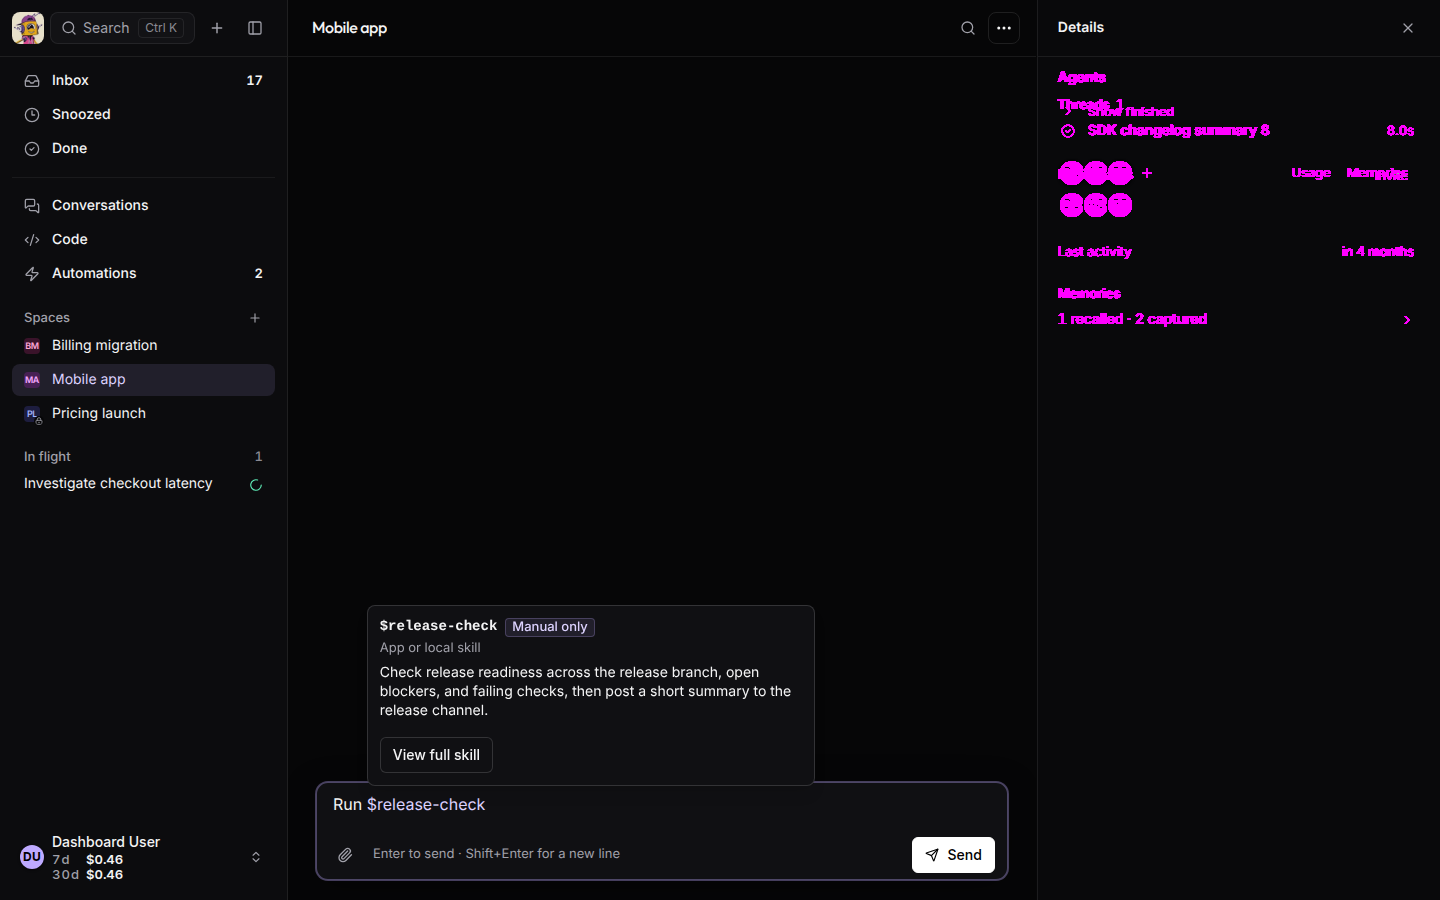 Search Ctrl K
Inbox 17
Snoozed
Done
Conversations
Code
Automations 2
Spaces
BM Billing migration
MA Mobile app
PL Pricing launch
In flight 1
Investigate checkout latency
DU Dashboard User
7d $0.46
30d $0.46
Mobile app
$release-check Manual only
App or local skill
Check release readiness across the release branch, open
blockers, and failing checks, then post a short summary to the
release channel.
View full skill
Run $release-check
Enter to send · Shift+Enter for a new line
Send
Details
Agents
Threads 1
Show finished
SDK changelog summary 8 8.0s
Usage Memories
Last activity in 4 months
Memories
1 recalled · 2 captured